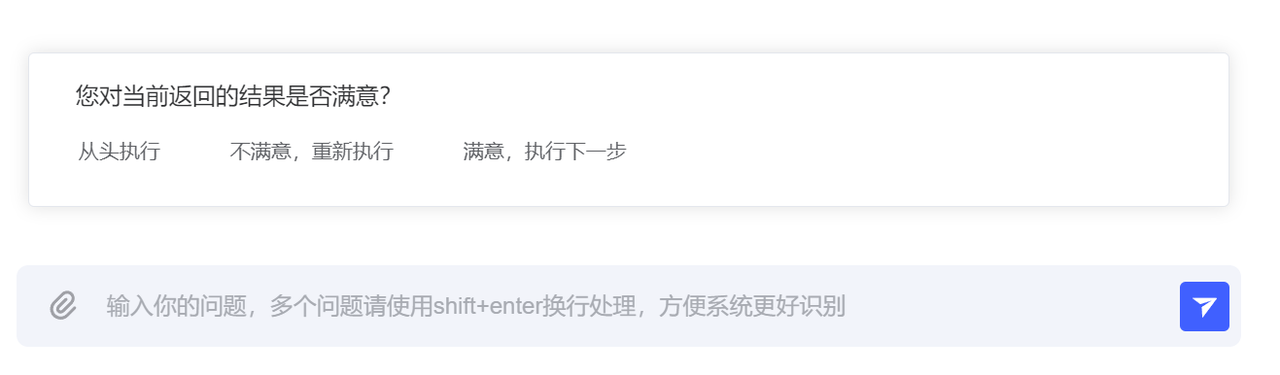 您对当前返回的结果是否满意？
从头执行 不满意，重新执行 满意，执行下一步
输入你的问题，多个问题请使用shift+enter换行处理，方便系统更好识别